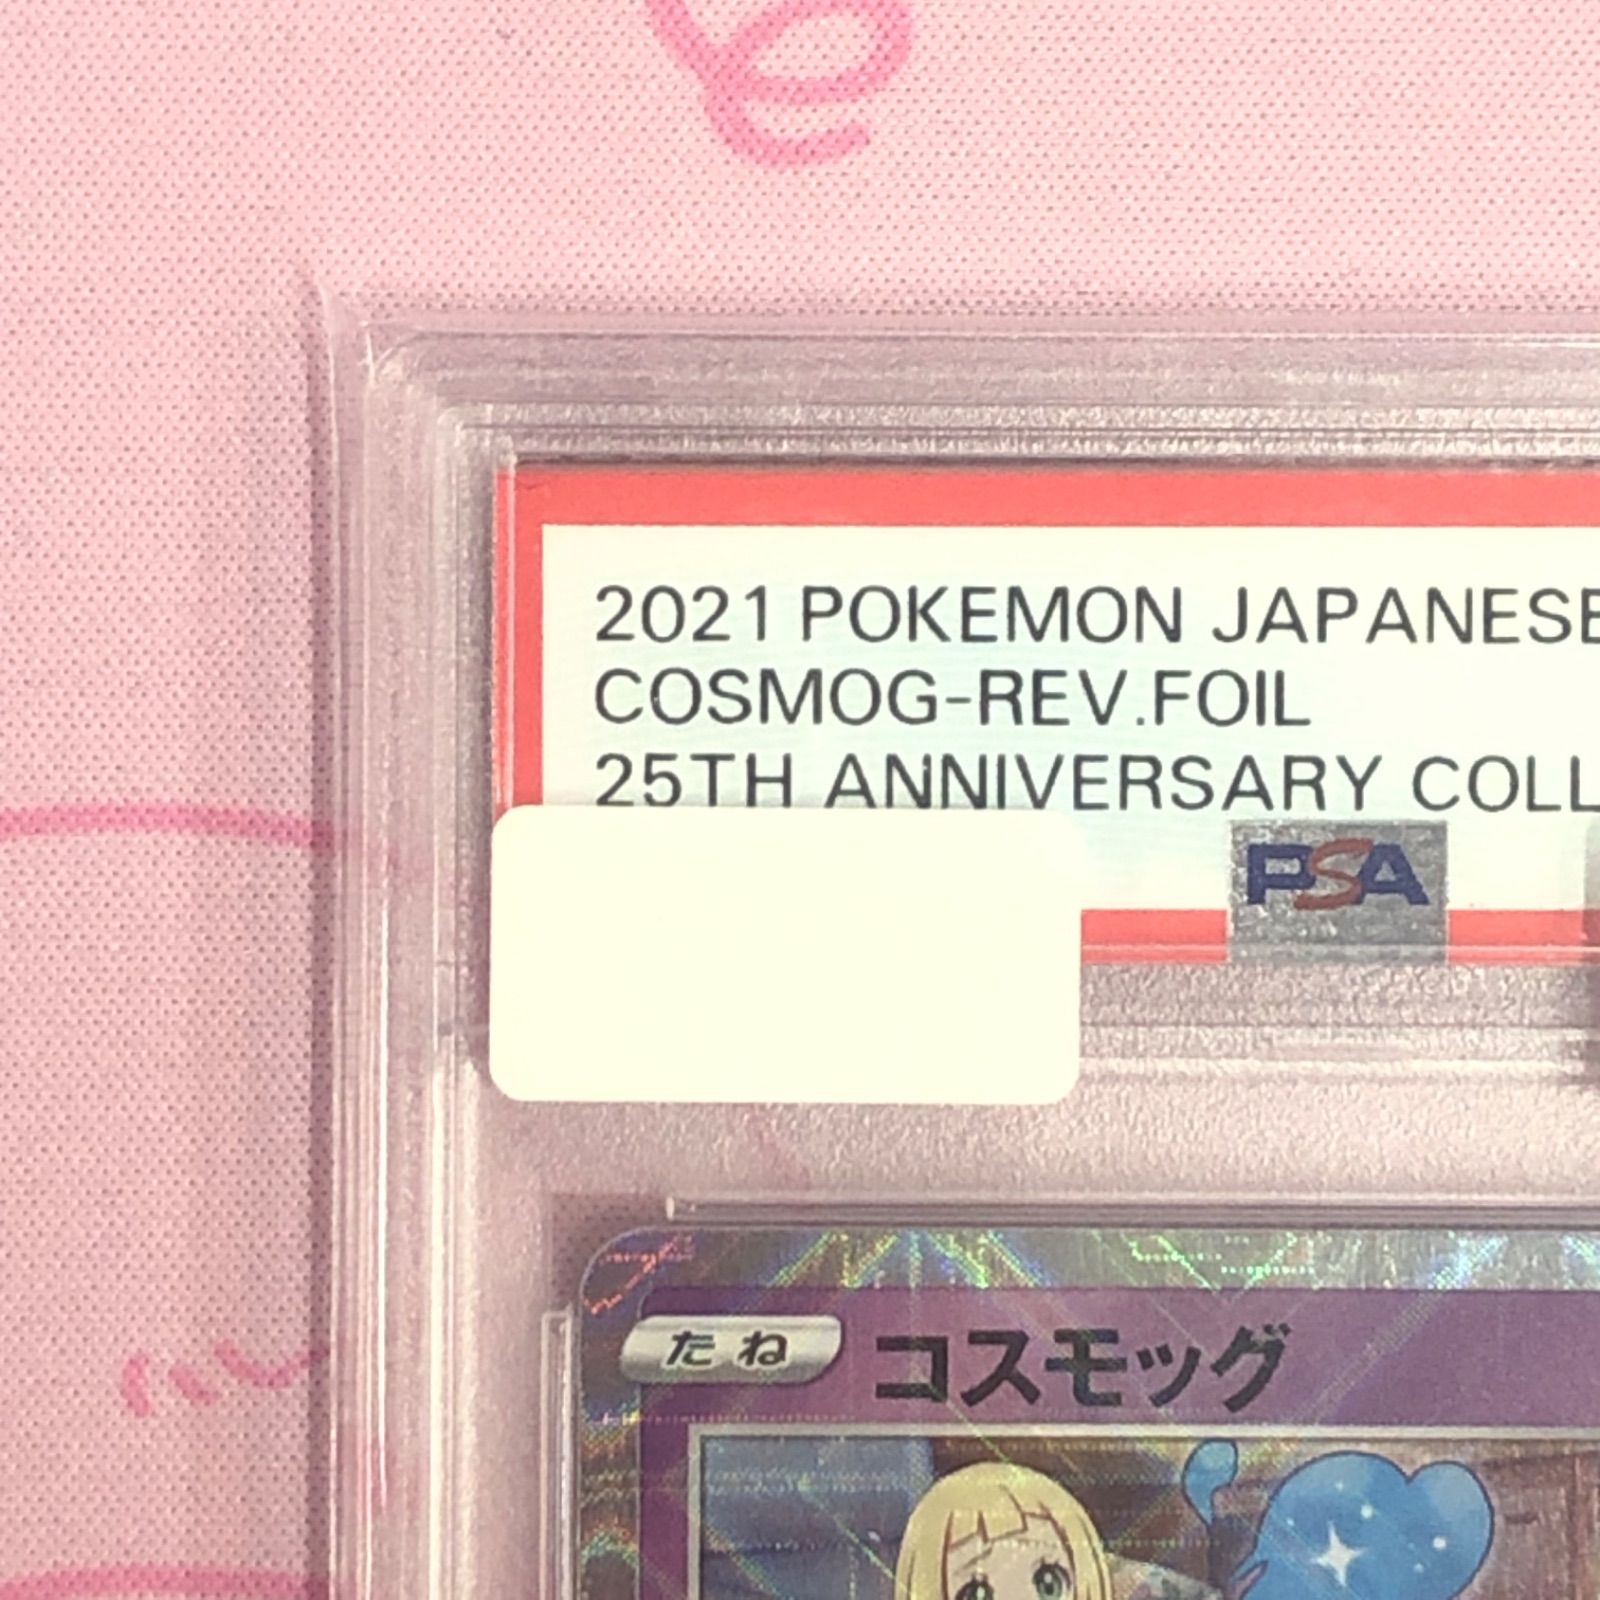 2021 POKEMON JAPANESE
COSMOG-REV.FOIL
25TH ANNIVERSARY COLL
PSA
たね コスモッグ